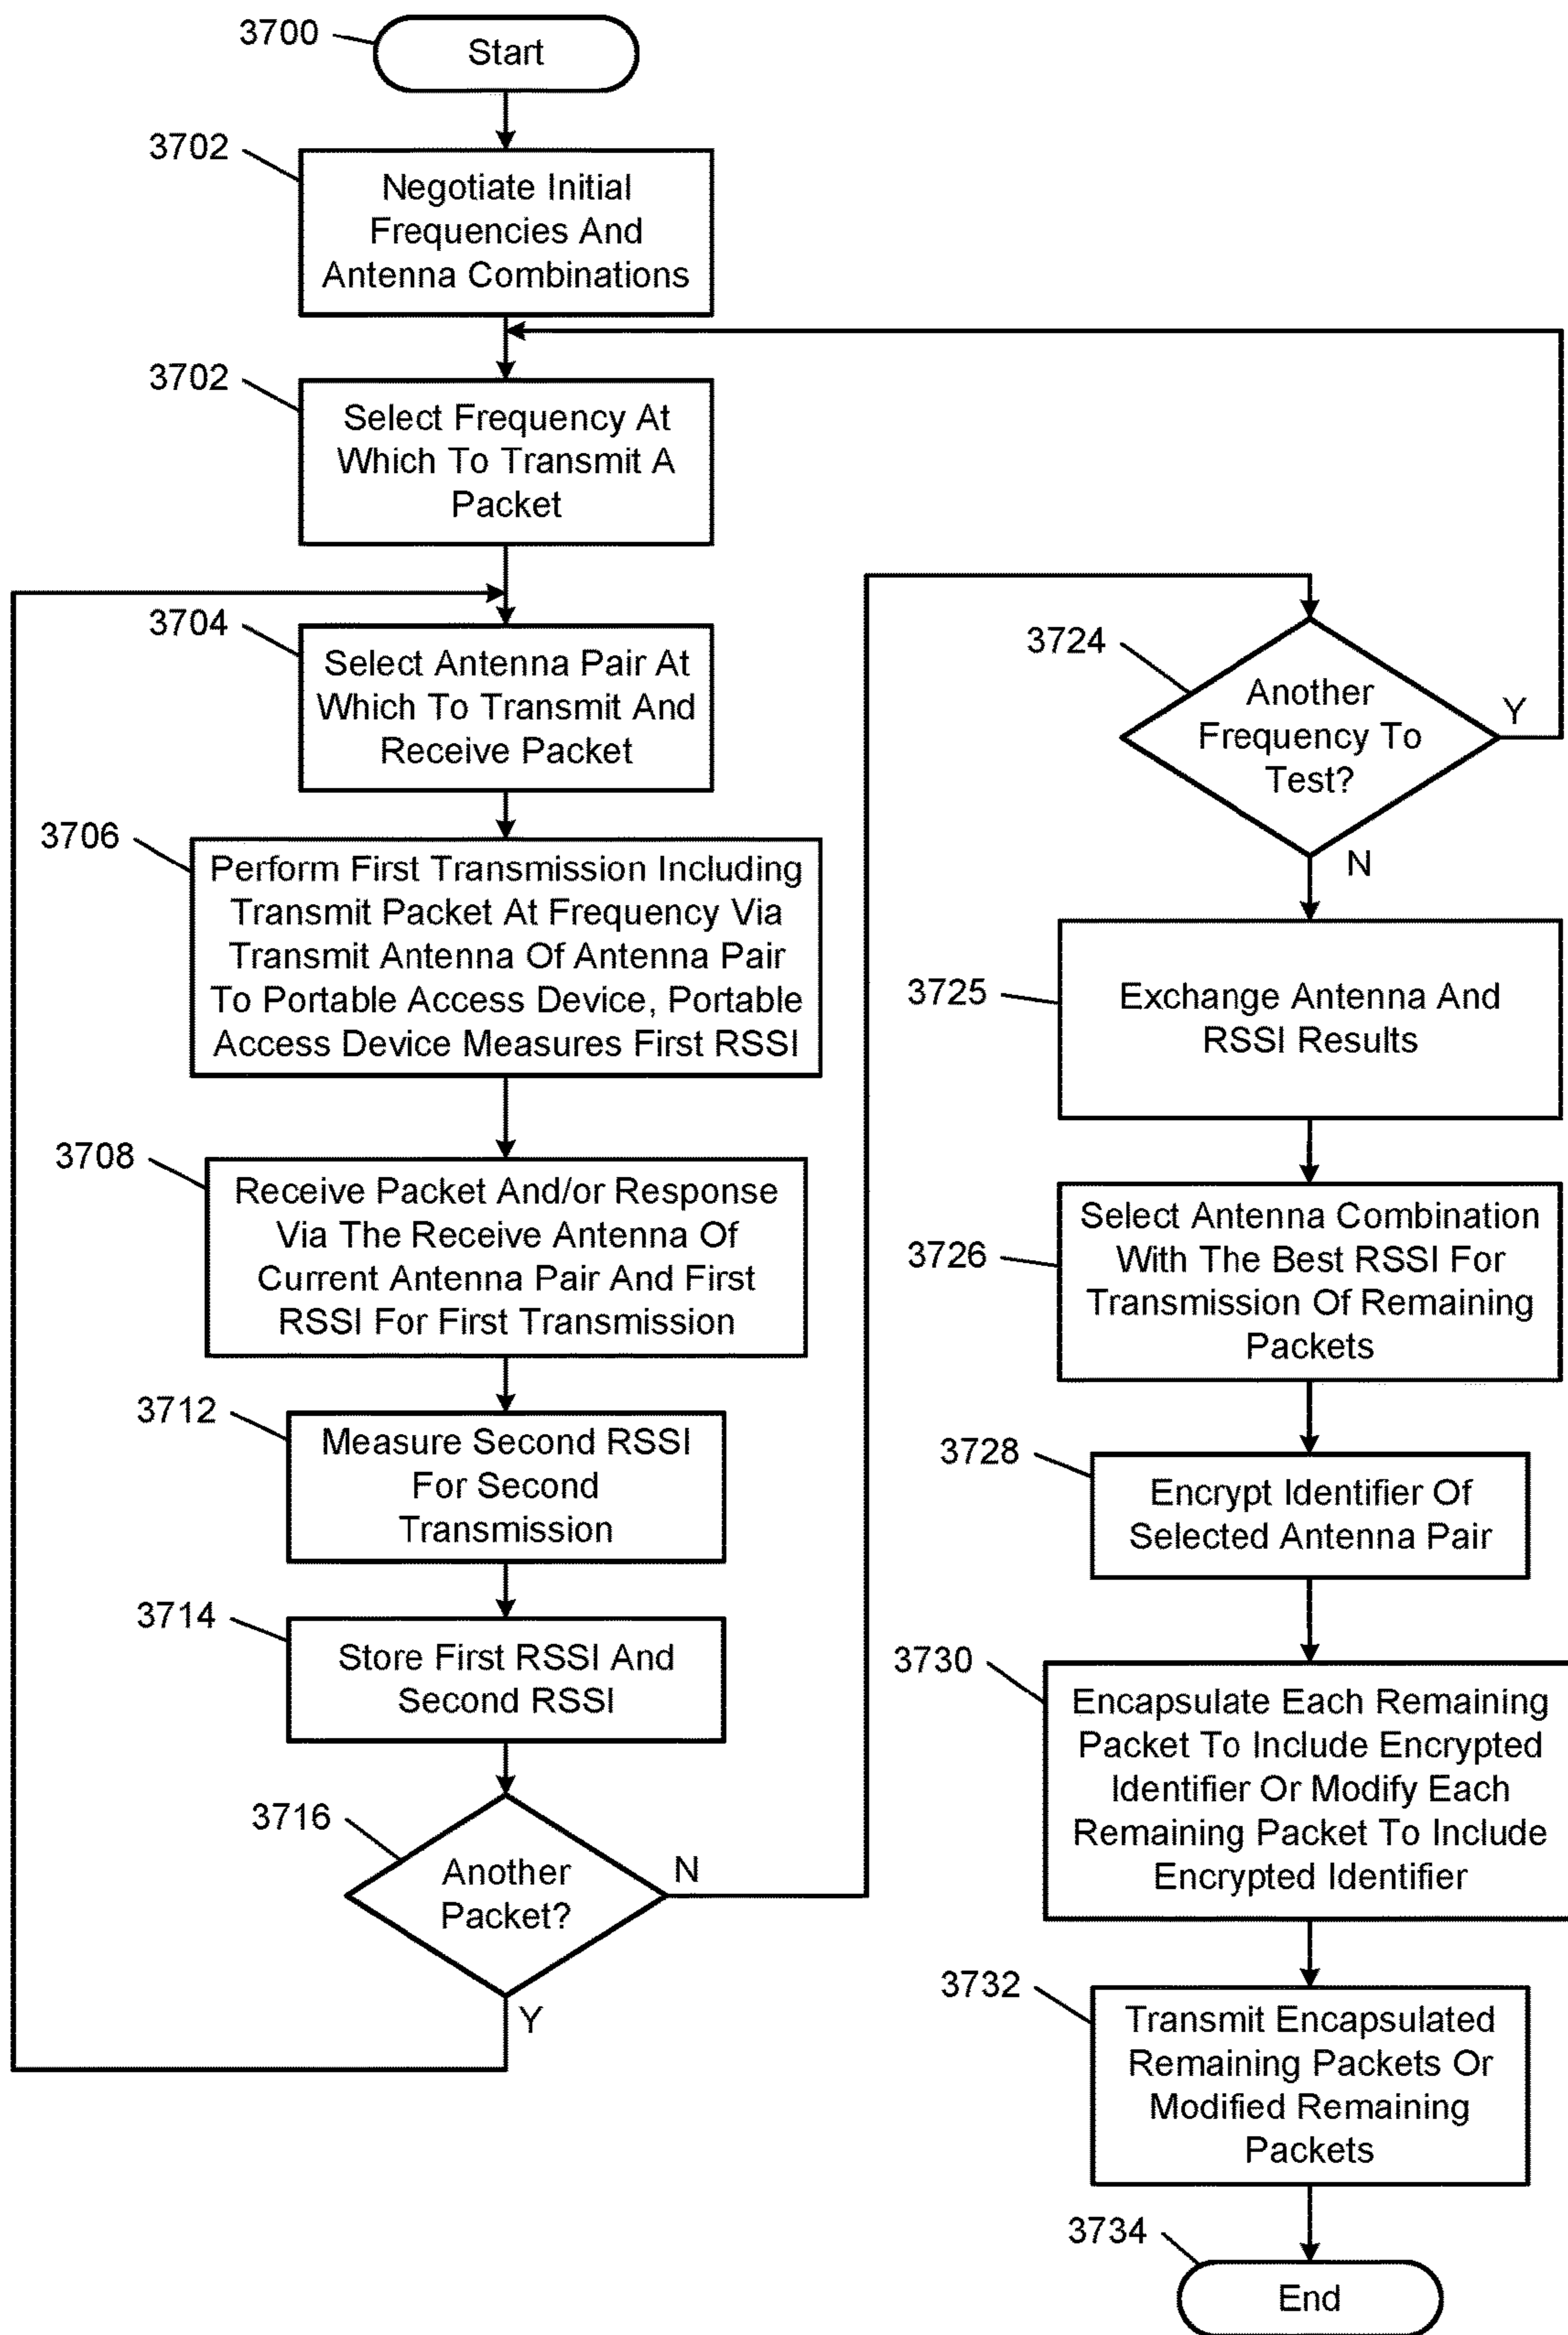 3700
Start
3702
Negotiate Initial
Frequencies And
Antenna Combinations
3702
Select Frequency At
Which To Transmit A
Packet
3704
Select Antenna Pair At
Which To Transmit And
Receive Packet
3706
Perform First Transmission Including
Transmit Packet At Frequency Via
Transmit Antenna Of Antenna Pair
To Portable Access Device, Portable
Access Device Measures First RSSI
3708
Receive Packet And/or Response
Via The Receive Antenna Of
Current Antenna Pair And First
RSSI For First Transmission
3712
Measure Second RSSI
For Second
Transmission
3714
Store First RSSI And
Second RSSI
3716
Another
Packet?
N
Y
3724
Another
Frequency To
Test?
Y
N
3725
Exchange Antenna And
RSSI Results
3726
Select Antenna Combination
With The Best RSSI For
Transmission Of Remaining
Packets
3728
Encrypt Identifier Of
Selected Antenna Pair
3730
Encapsulate Each Remaining
Packet To Include Encrypted
Identifier Or Modify Each
Remaining Packet To Include
Encrypted Identifier
3732
Transmit Encapsulated
Remaining Packets Or
Modified Remaining
Packets
3734
End